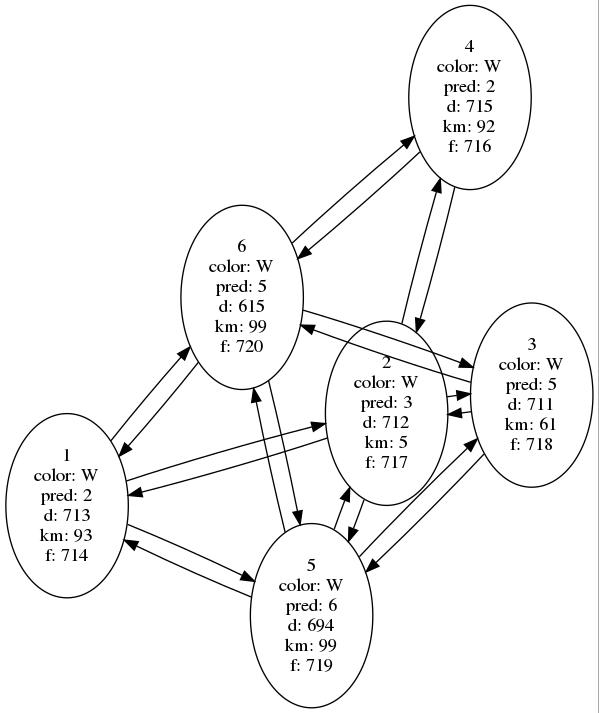 4
color: W
pred: 2
d: 715
km: 92
f: 716
6
color: W
pred: 5
d: 615
km: 99
f: 720
2
color: W
pred: 3
d: 712
km: 5
f: 717
3
color: W
pred: 5
d: 711
km: 61
f: 718
1
color: W
pred: 2
d: 713
km: 93
f: 714
5
color: W
pred: 6
d: 694
km: 99
f: 719